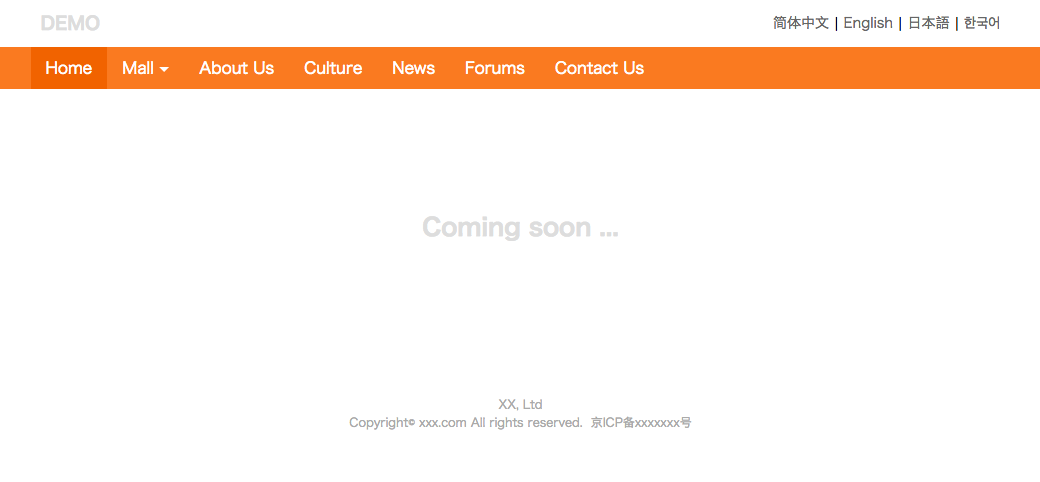 DEMO 简体中文 | English | 日本語 | 한국어
Home Mall About Us Culture News Forums Contact Us
Coming soon ...
XX, Ltd
Copyright© xxx.com All rights reserved. 京ICP备xxxxxxx号